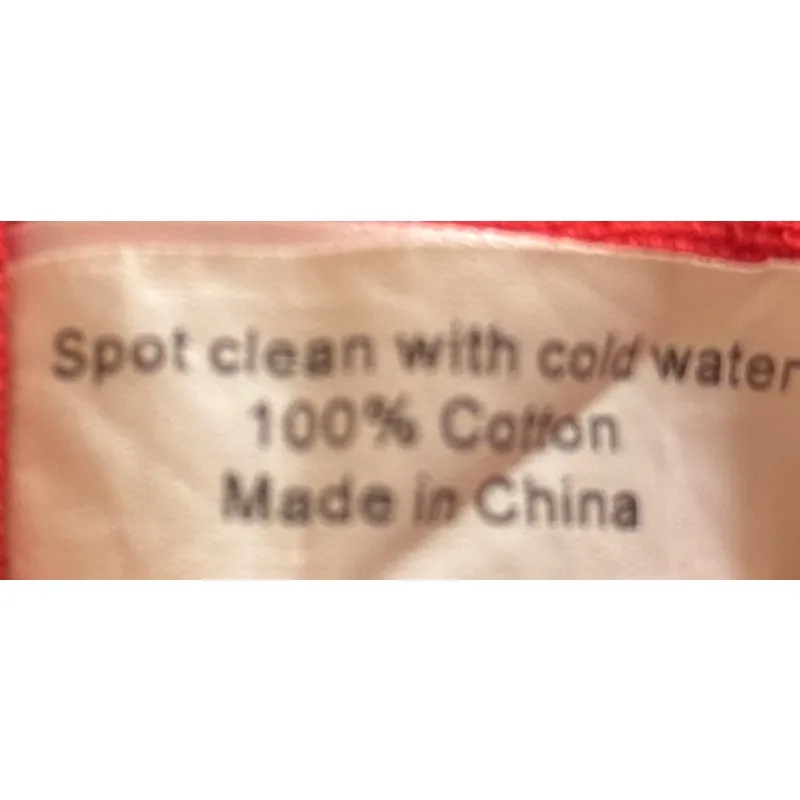 Spot clean with cold water
100% Cotton
Made in China